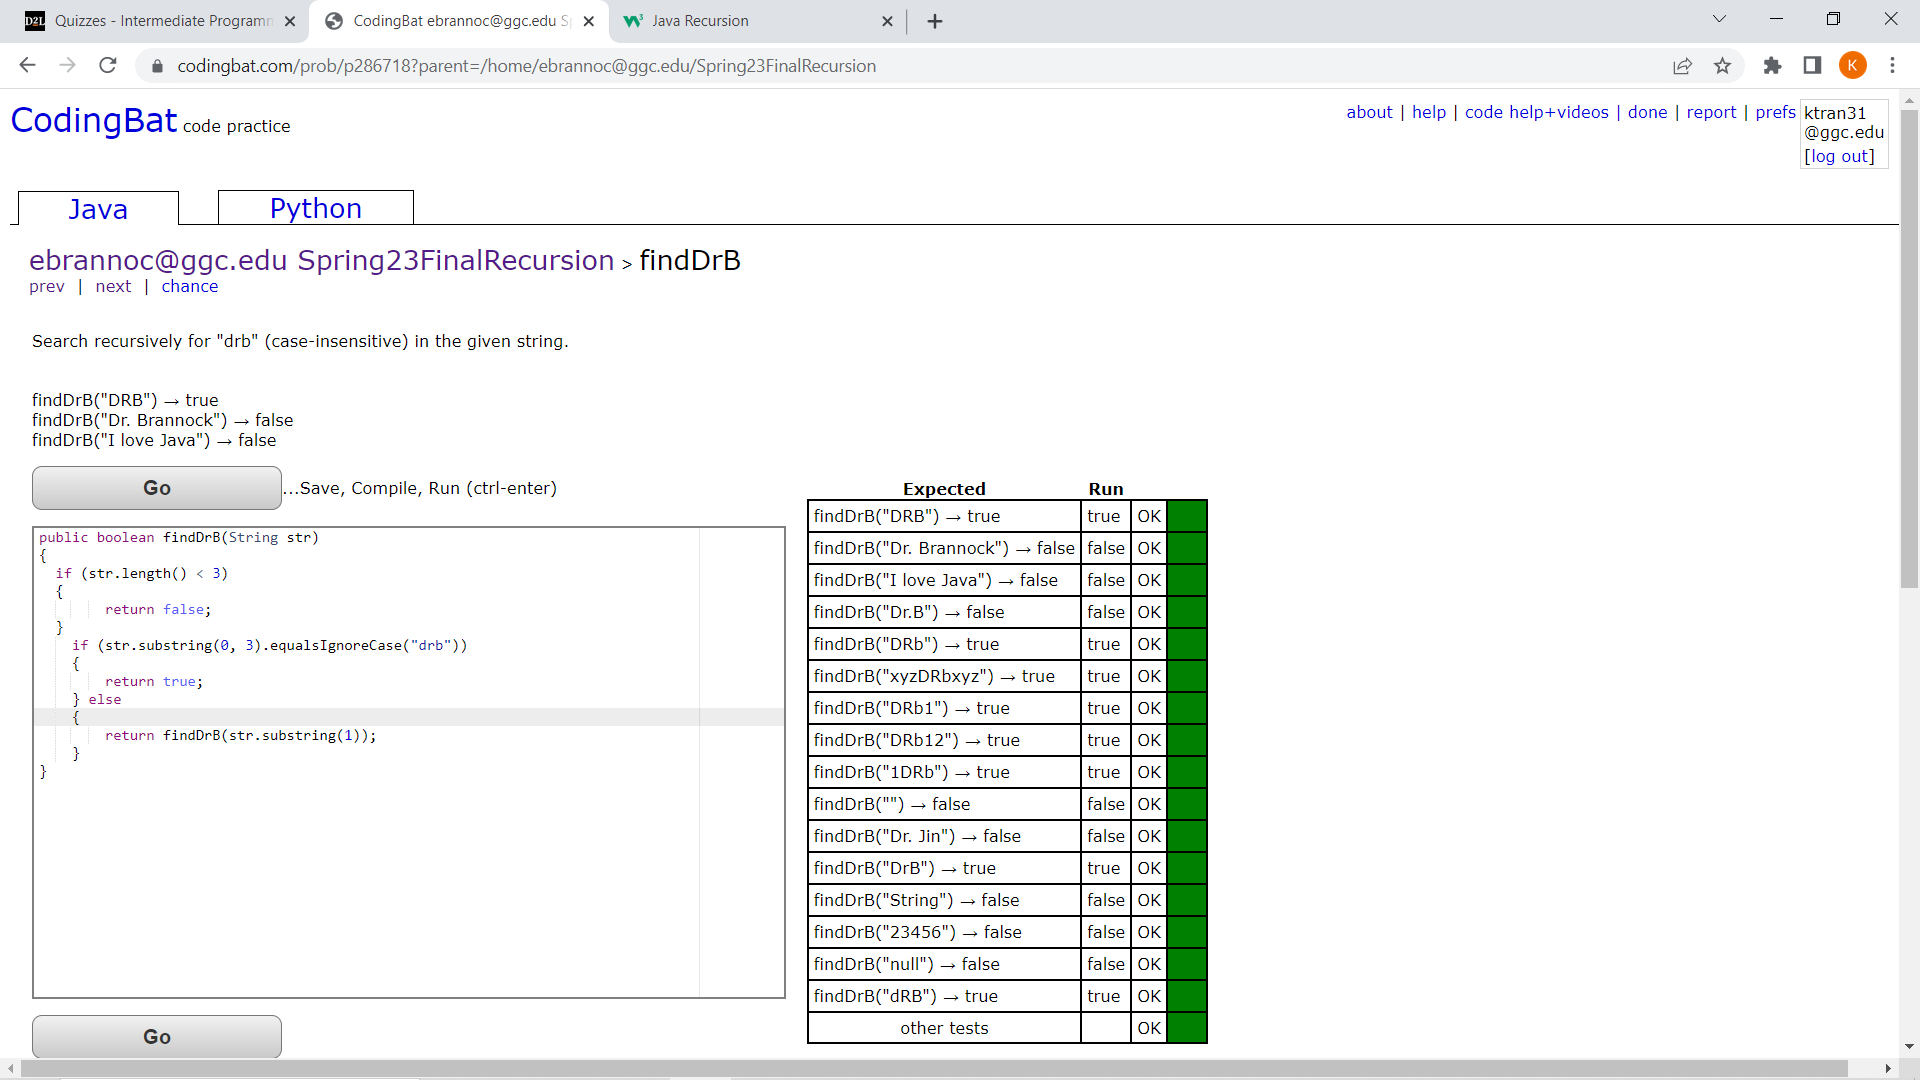 D2L Quizzes - Intermediate Programm
CodingBat ebrannoc@ggc.edu S
W3 Java Recursion
codingbat.com/prob/p286718?parent=/home/ebrannoc@ggc.edu/Spring23FinalRecursion
K
CodingBat code practice
about | help | code help+videos | done | report | prefs
ktran31
@ggc.edu
[log out]
Java
Python
ebrannoc@ggc.edu Spring23FinalRecursion > findDrB
prev | next | chance
Search recursively for "drb" (case-insensitive) in the given string.
findDrB("DRB") → true
findDrB("Dr. Brannock") → false
findDrB("I love Java") → false
Go
...Save, Compile, Run (ctrl-enter)
public boolean findDrB(String str)
{
if (str.length() < 3)
{
return false;
}
if (str.substring(0, 3).equalsIgnoreCase("drb"))
{
return true;
} else
{
return findDrB(str.substring(1));
}
}
Go
Expected Run
findDrB("DRB") → true true OK
findDrB("Dr. Brannock") → false false OK
findDrB("I love Java") → false false OK
findDrB("Dr.B") → false false OK
findDrB("DRb") → true true OK
findDrB("xyzDRbxyz") → true true OK
findDrB("DRb1") → true true OK
findDrB("DRb12") → true true OK
findDrB("1DRb") → true true OK
findDrB("") → false false OK
findDrB("Dr. Jin") → false false OK
findDrB("DrB") → true true OK
findDrB("String") → false false OK
findDrB("23456") → false false OK
findDrB("null") → false false OK
findDrB("dRB") → true true OK
other tests OK